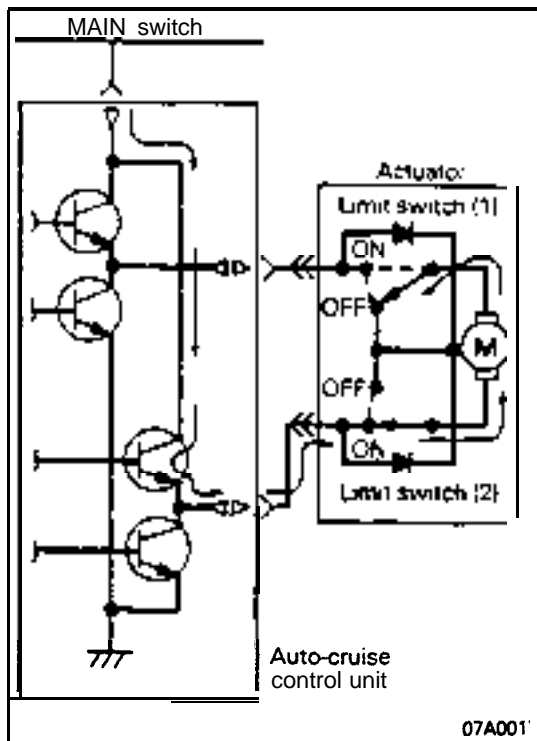 MAIN switch
Actuator
Limit switch (1)
ON
OFF
M
OFF
ON
Limit switch (2)
Auto-cruise
control unit
07A001